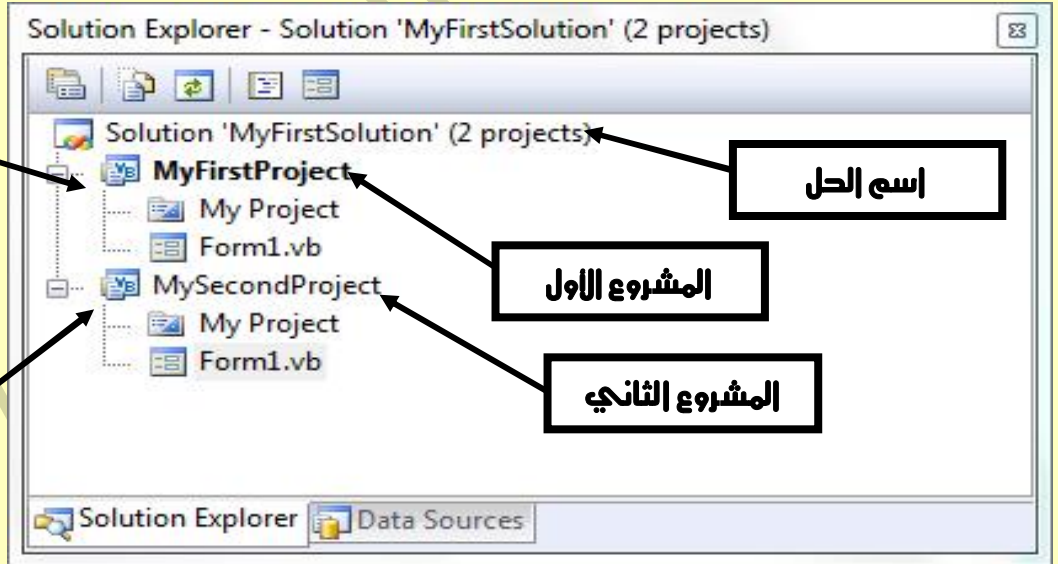 Solution Explorer - Solution 'MyFirstSolution' (2 projects)
Solution 'MyFirstSolution' (2 projects)
اسم الحل
MyFirstProject
My Project
Form1.vb
المشروع الأول
MySecondProject
My Project
Form1.vb
المشروع الثاني
Solution Explorer
Data Sources